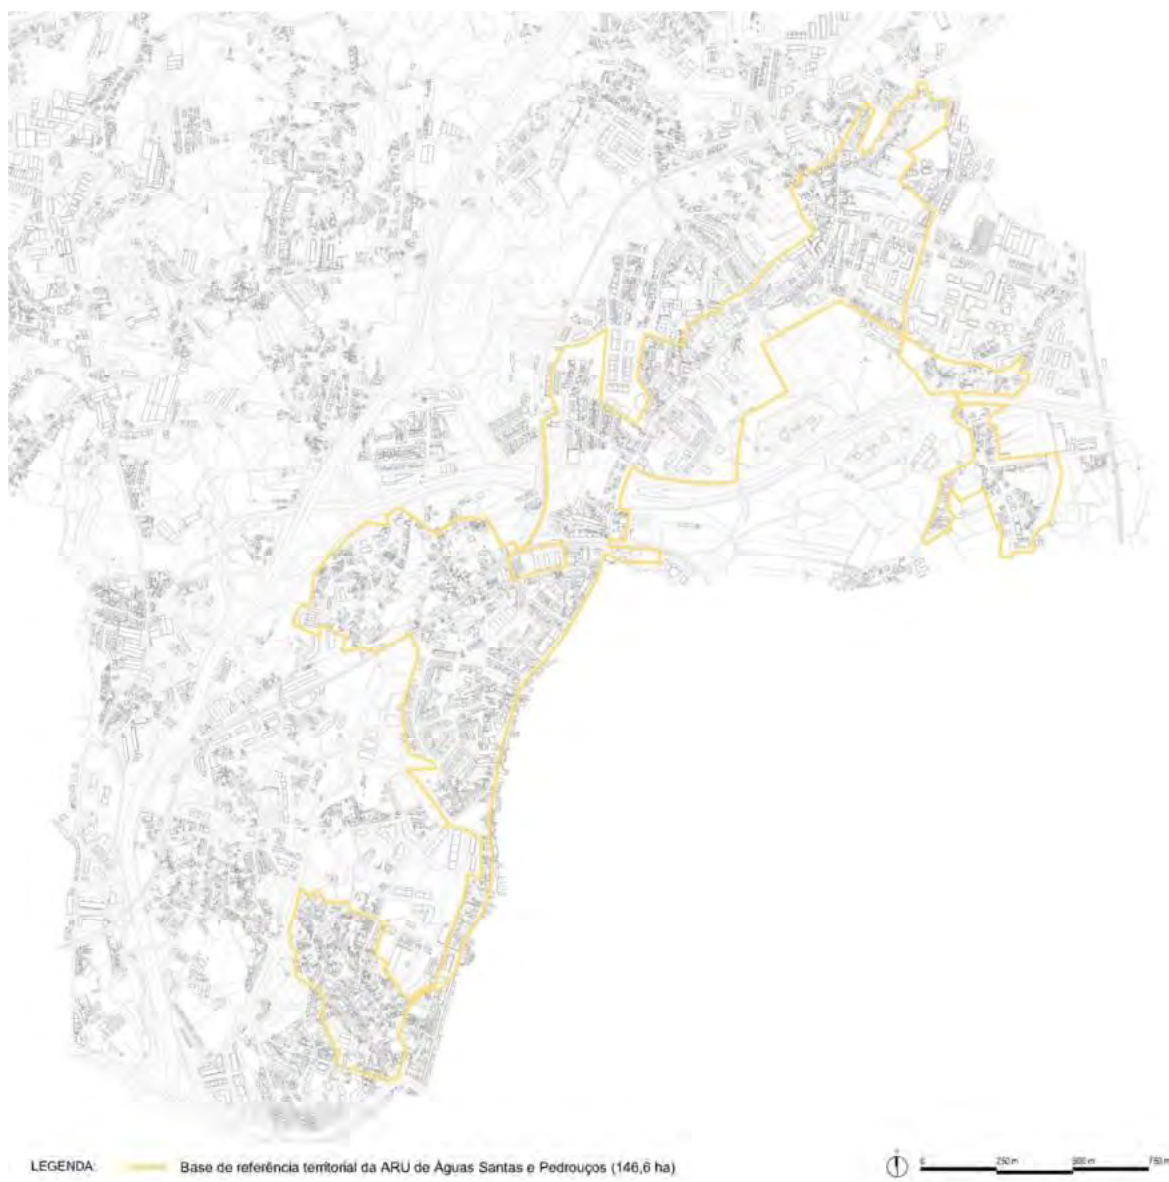 LEGENDA: Base de referência territorial da ARU de Águas Santas e Pedrouços (146,6 ha)
0 250 m 500 m 750 m